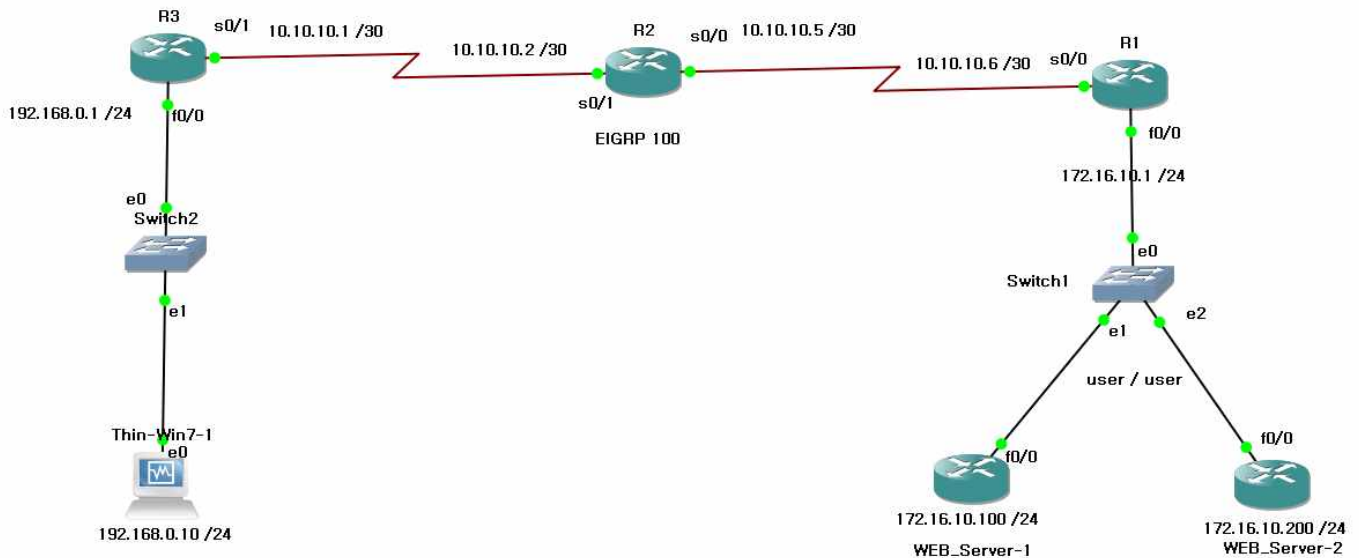 R3
s0/1
10.10.10.1 /30
10.10.10.2 /30
R2
s0/0
10.10.10.5 /30
10.10.10.6 /30
s0/0
R1
192.168.0.1 /24
f0/0
s0/1
EIGRP 100
f0/0
172.16.10.1 /24
e0
Switch2
e1
e0
Switch1
e1
e2
user / user
Thin-Win7-1
e0
192.168.0.10 /24
f0/0
172.16.10.100 /24
WEB_Server-1
f0/0
172.16.10.200 /24
WEB_Server-2